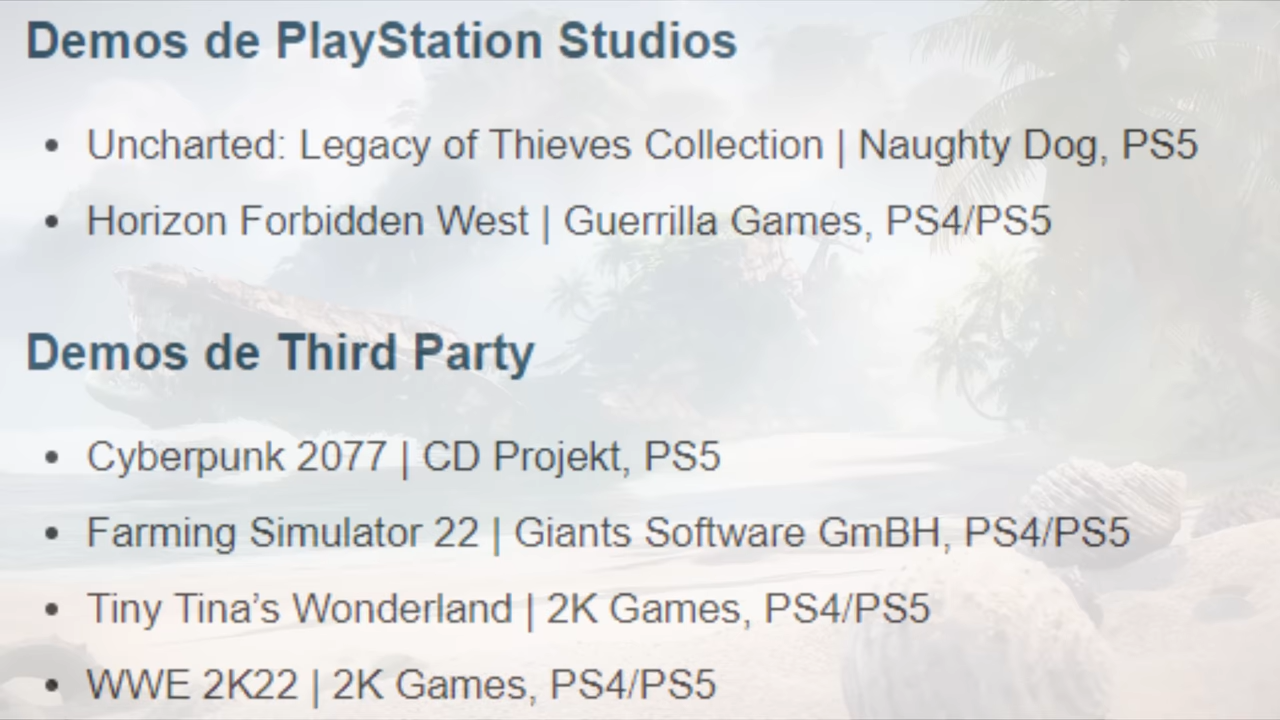 Demos de PlayStation Studios
• Uncharted: Legacy of Thieves Collection | Naughty Dog, PS5
• Horizon Forbidden West | Guerrilla Games, PS4/PS5
Demos de Third Party
• Cyberpunk 2077 | CD Projekt, PS5
• Farming Simulator 22 | Giants Software GmBH, PS4/PS5
• Tiny Tina’s Wonderland | 2K Games, PS4/PS5
• WWE 2K22 | 2K Games, PS4/PS5